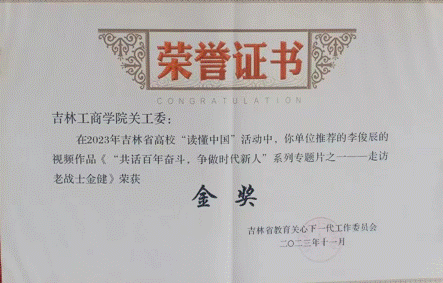 荣誉证书
CONGRATULATION
吉林工商学院关工委：
在2023年吉林省高校“读懂中国”活动中，你单位推荐的李俊辰的
视频作品《“共话百年奋斗，争做时代新人”系列专题片之一——走访
老战士金健》荣获
金奖
吉林省教育关心下一代工作委员会
二〇二三年十一月